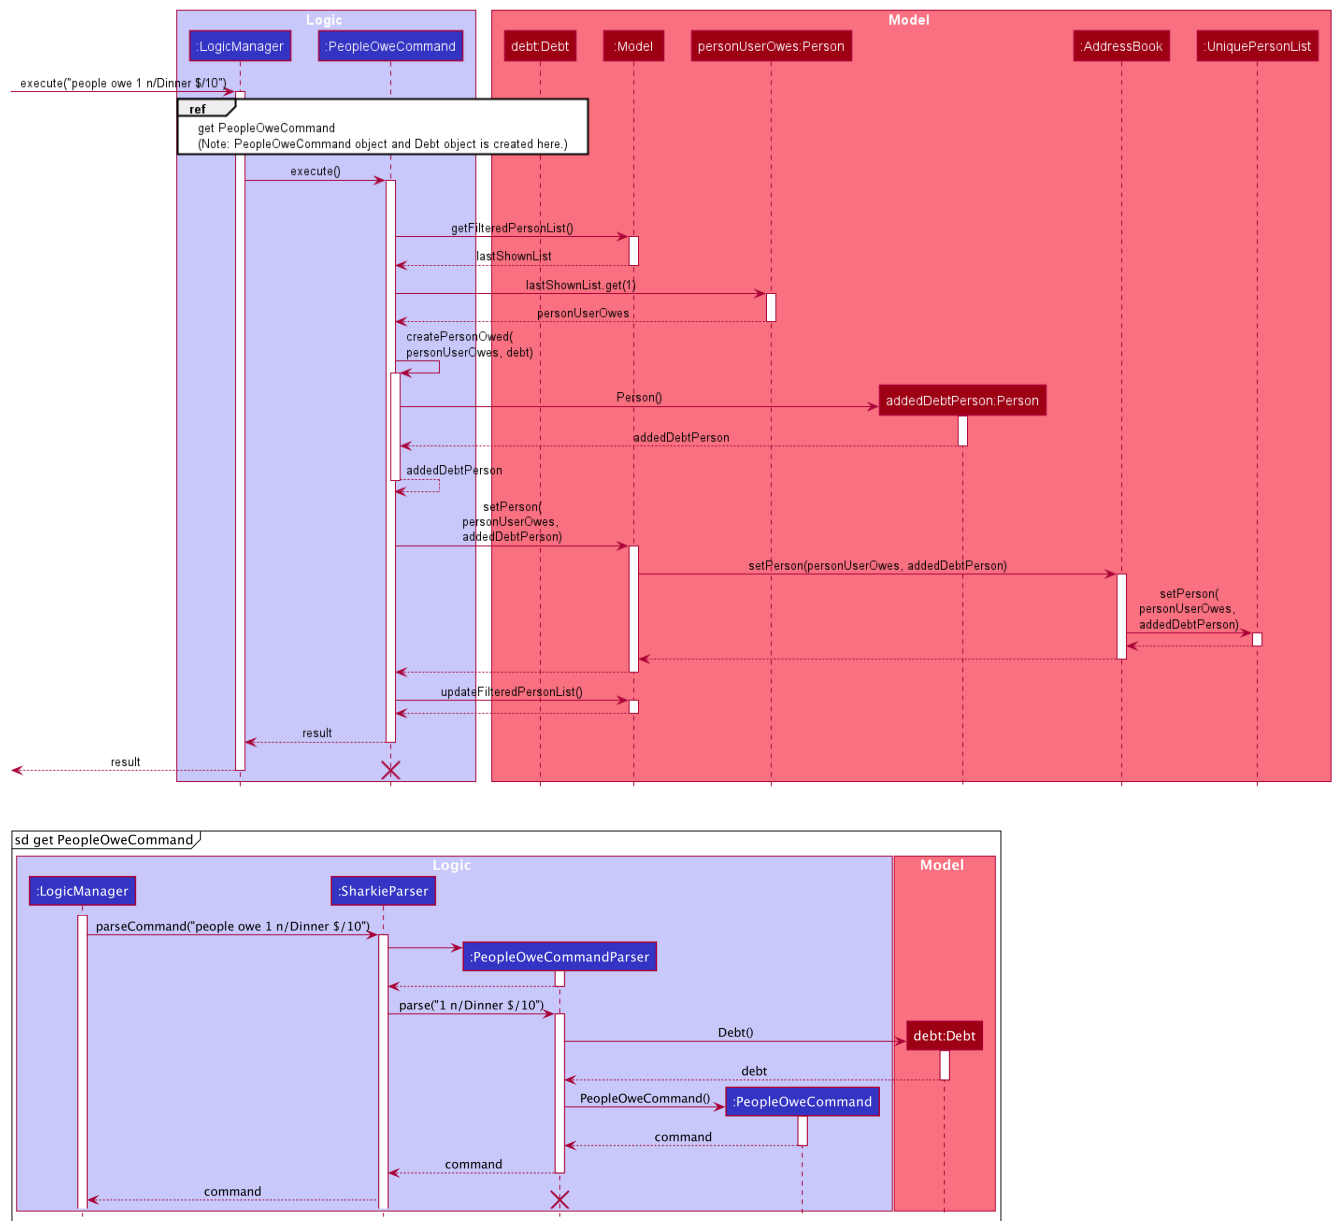 Logic
Model
:LogicManager
:PeopleOweCommand
debt:Debt
:Model
personUserOwes:Person
:AddressBook
:UniquePersonList
execute("people owe 1 n/Dinner $/10")
ref
get PeopleOweCommand
(Note: PeopleOweCommand object and Debt object is created here.)
execute()
getFilteredPersonList()
lastShownList
lastShownList.get(1)
personUserOwes
createPersonOwed(
personUserOwes, debt)
Person()
addedDebtPerson:Person
addedDebtPerson
addedDebtPerson
setPerson(
personUserOwes,
addedDebtPerson)
setPerson(personUserOwes, addedDebtPerson)
setPerson(
personUserOwes,
addedDebtPerson)
updateFilteredPersonList()
result
result
sd get PeopleOweCommand
Logic
Model
:LogicManager
:SharkieParser
parseCommand("people owe 1 n/Dinner $/10")
:PeopleOweCommandParser
parse("1 n/Dinner $/10")
Debt()
debt:Debt
debt
PeopleOweCommand()
:PeopleOweCommand
command
command
command